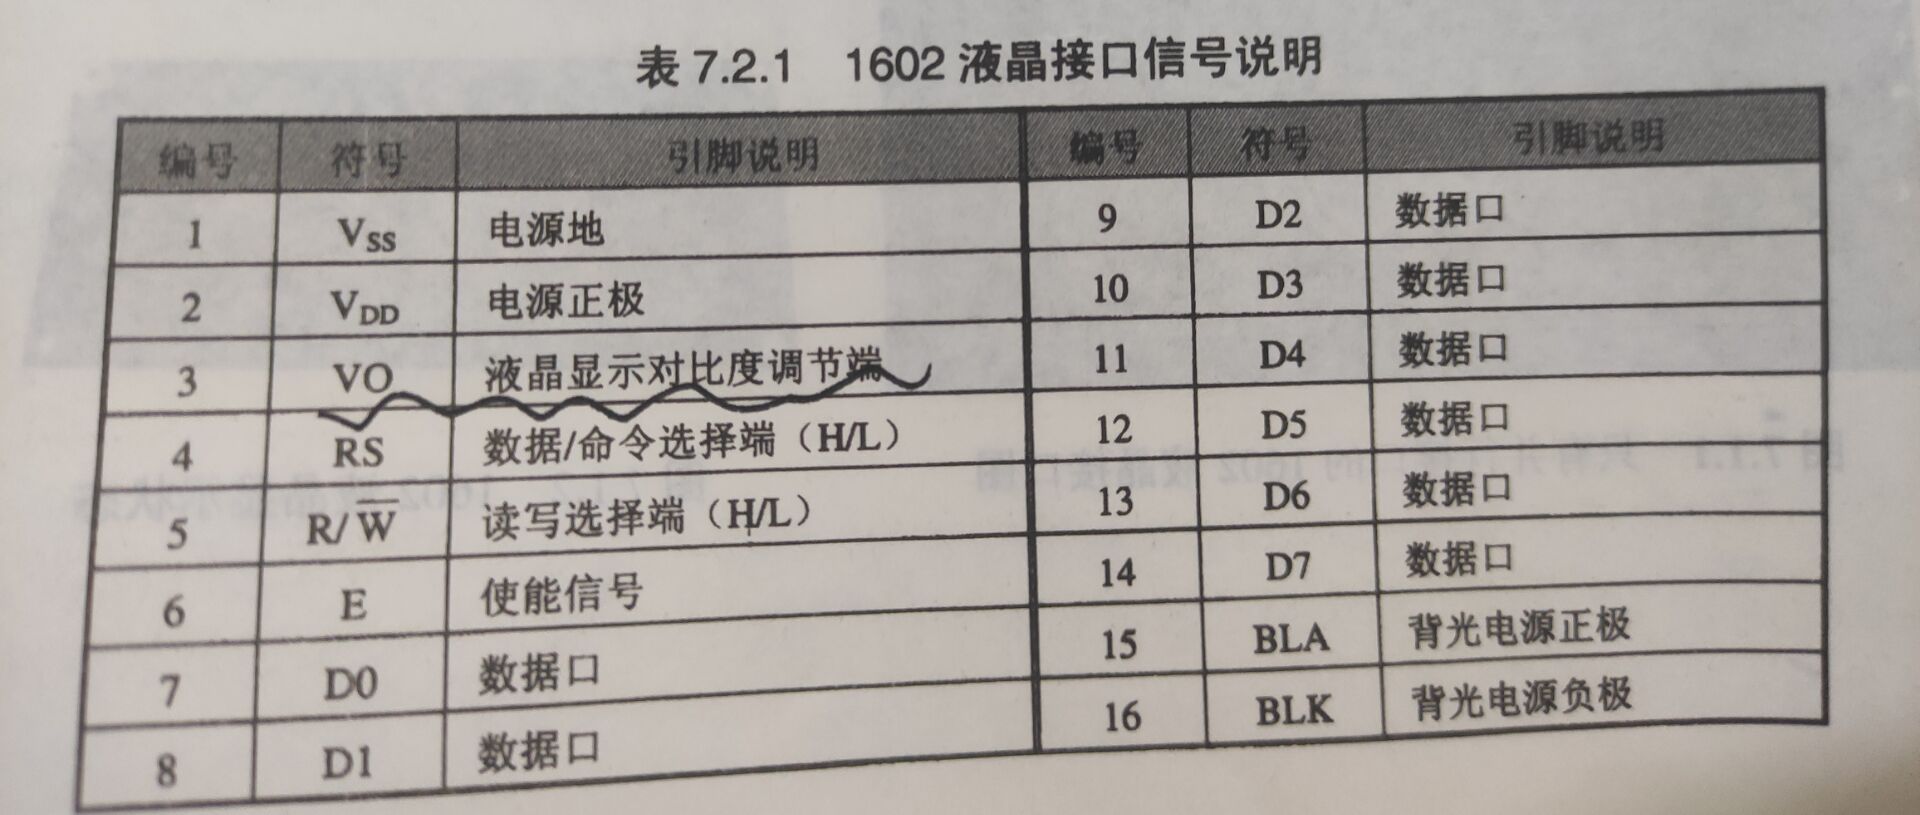 表 7.2.1 1602 液晶接口信号说明
编号 符号 引脚说明 编号 符号 引脚说明
1 VSS 电源地 9 D2 数据口
2 VDD 电源正极 10 D3 数据口
3 VO 液晶显示对比度调节端 11 D4 数据口
4 RS 数据/命令选择端（H/L） 12 D5 数据口
5 R/W̅ 读写选择端（H/L） 13 D6 数据口
6 E 使能信号 14 D7 数据口
7 D0 数据口 15 BLA 背光电源正极
8 D1 数据口 16 BLK 背光电源负极